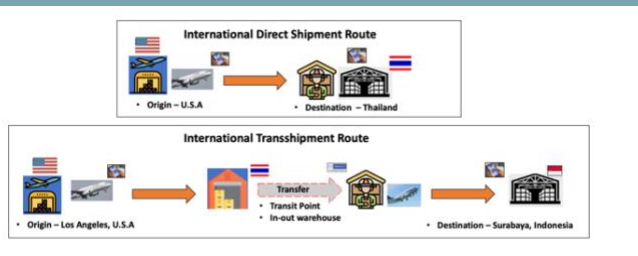 International Direct Shipment Route
• Origin – U.S.A
• Destination – Thailand
International Transshipment Route
Transfer
• Origin – Los Angeles, U.S.A
• Transit Point
• In-out warehouse
• Destination – Surabaya, Indonesia